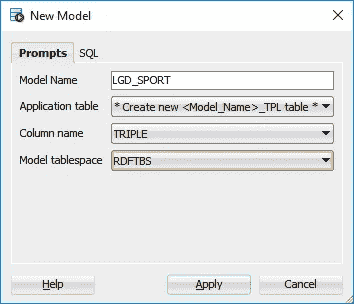 New Model
Prompts SQL
Model Name LGD_SPORT
Application table * Create new <Model_Name>_TPL table *
Column name TRIPLE
Model tablespace RDFTBS
Help Apply Cancel